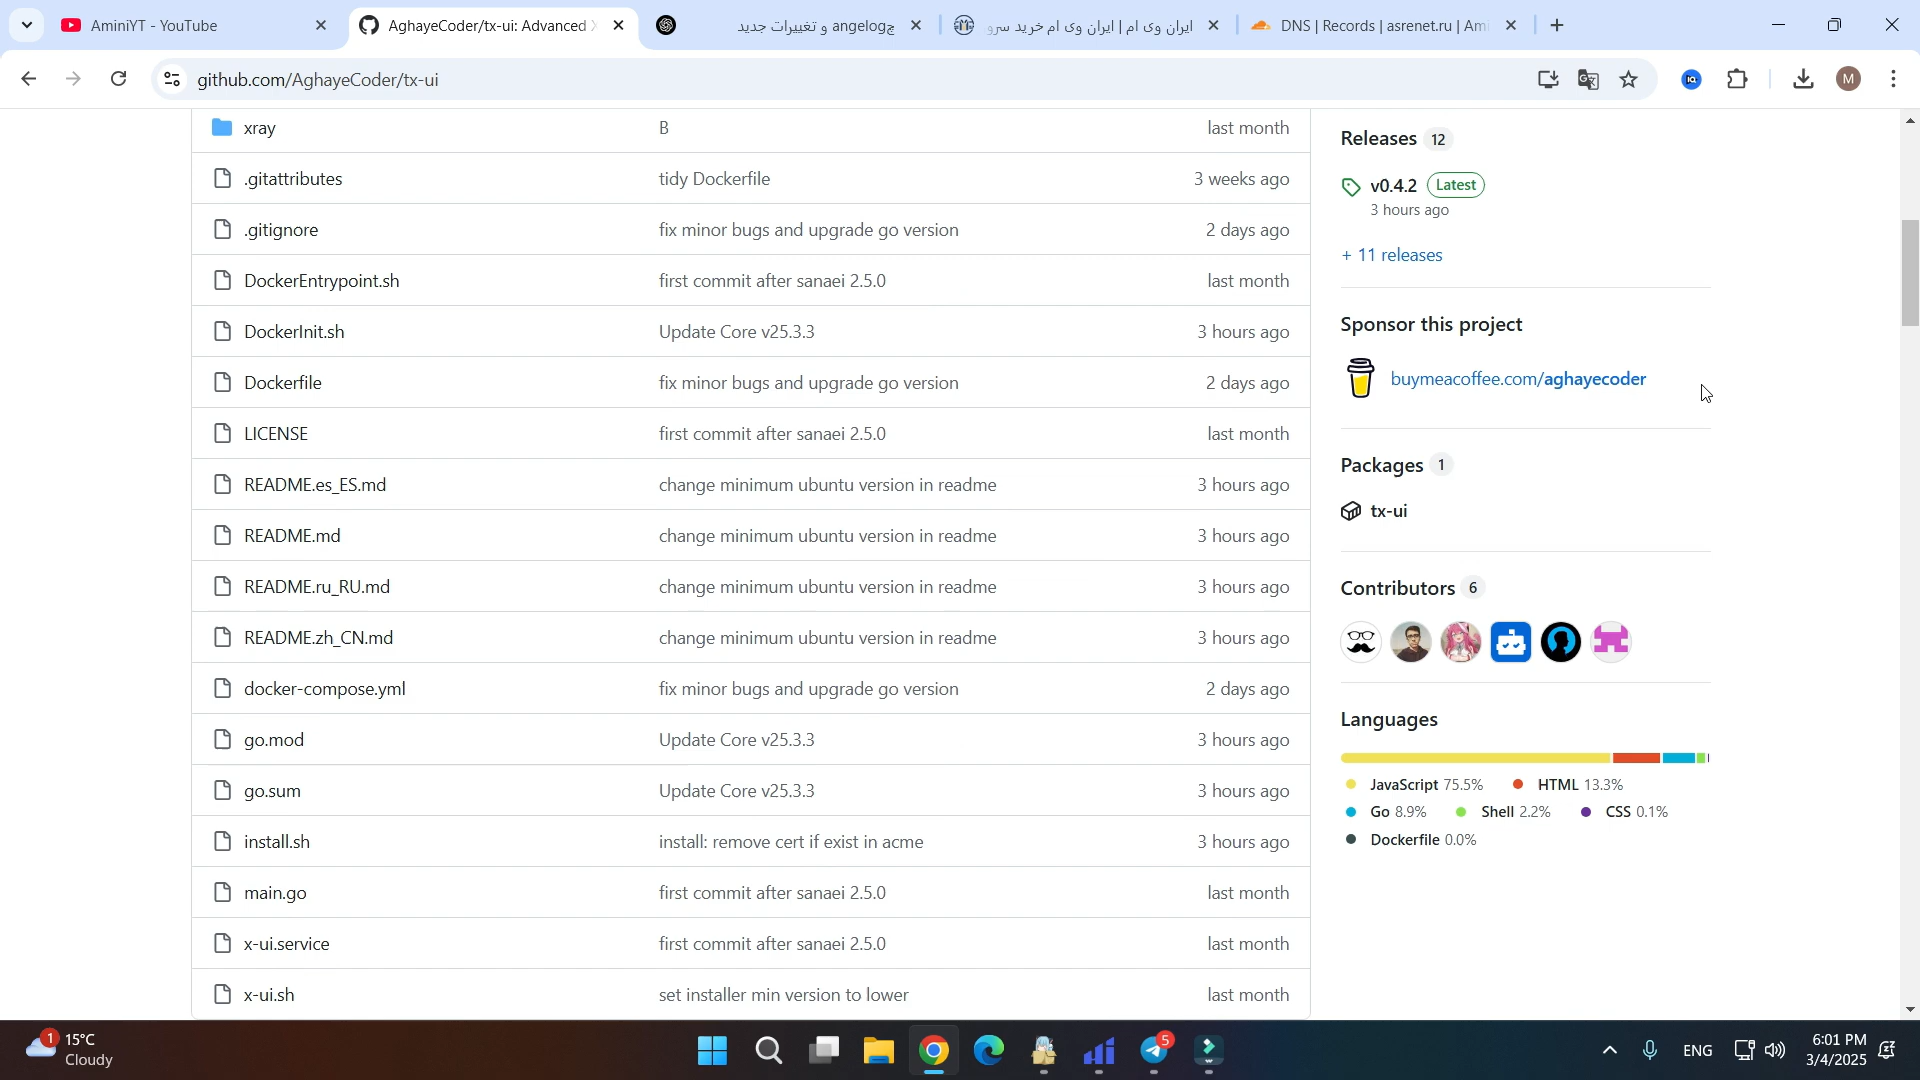 AminiYT - YouTube
AghayeCoder/tx-ui: Advanced
چangelog و تغییرات جدید
ایران وی ام | ایران وی ام خرید سرو
DNS | Records | asrenet.ru | Ami
github.com/AghayeCoder/tx-ui
M
xray B last month
.gitattributes tidy Dockerfile 3 weeks ago
.gitignore fix minor bugs and upgrade go version 2 days ago
DockerEntrypoint.sh first commit after sanaei 2.5.0 last month
DockerInit.sh Update Core v25.3.3 3 hours ago
Dockerfile fix minor bugs and upgrade go version 2 days ago
LICENSE first commit after sanaei 2.5.0 last month
README.es_ES.md change minimum ubuntu version in readme 3 hours ago
README.md change minimum ubuntu version in readme 3 hours ago
README.ru_RU.md change minimum ubuntu version in readme 3 hours ago
README.zh_CN.md change minimum ubuntu version in readme 3 hours ago
docker-compose.yml fix minor bugs and upgrade go version 2 days ago
go.mod Update Core v25.3.3 3 hours ago
go.sum Update Core v25.3.3 3 hours ago
install.sh install: remove cert if exist in acme 3 hours ago
main.go first commit after sanaei 2.5.0 last month
x-ui.service first commit after sanaei 2.5.0 last month
x-ui.sh set installer min version to lower last month
Releases 12
v0.4.2 Latest
3 hours ago
+ 11 releases
Sponsor this project
buymeacoffee.com/aghayecoder
Packages 1
tx-ui
Contributors 6
Languages
JavaScript 75.5% HTML 13.3%
Go 8.9% Shell 2.2% CSS 0.1%
Dockerfile 0.0%
1
15°C
Cloudy
5
ENG
6:01 PM
3/4/2025